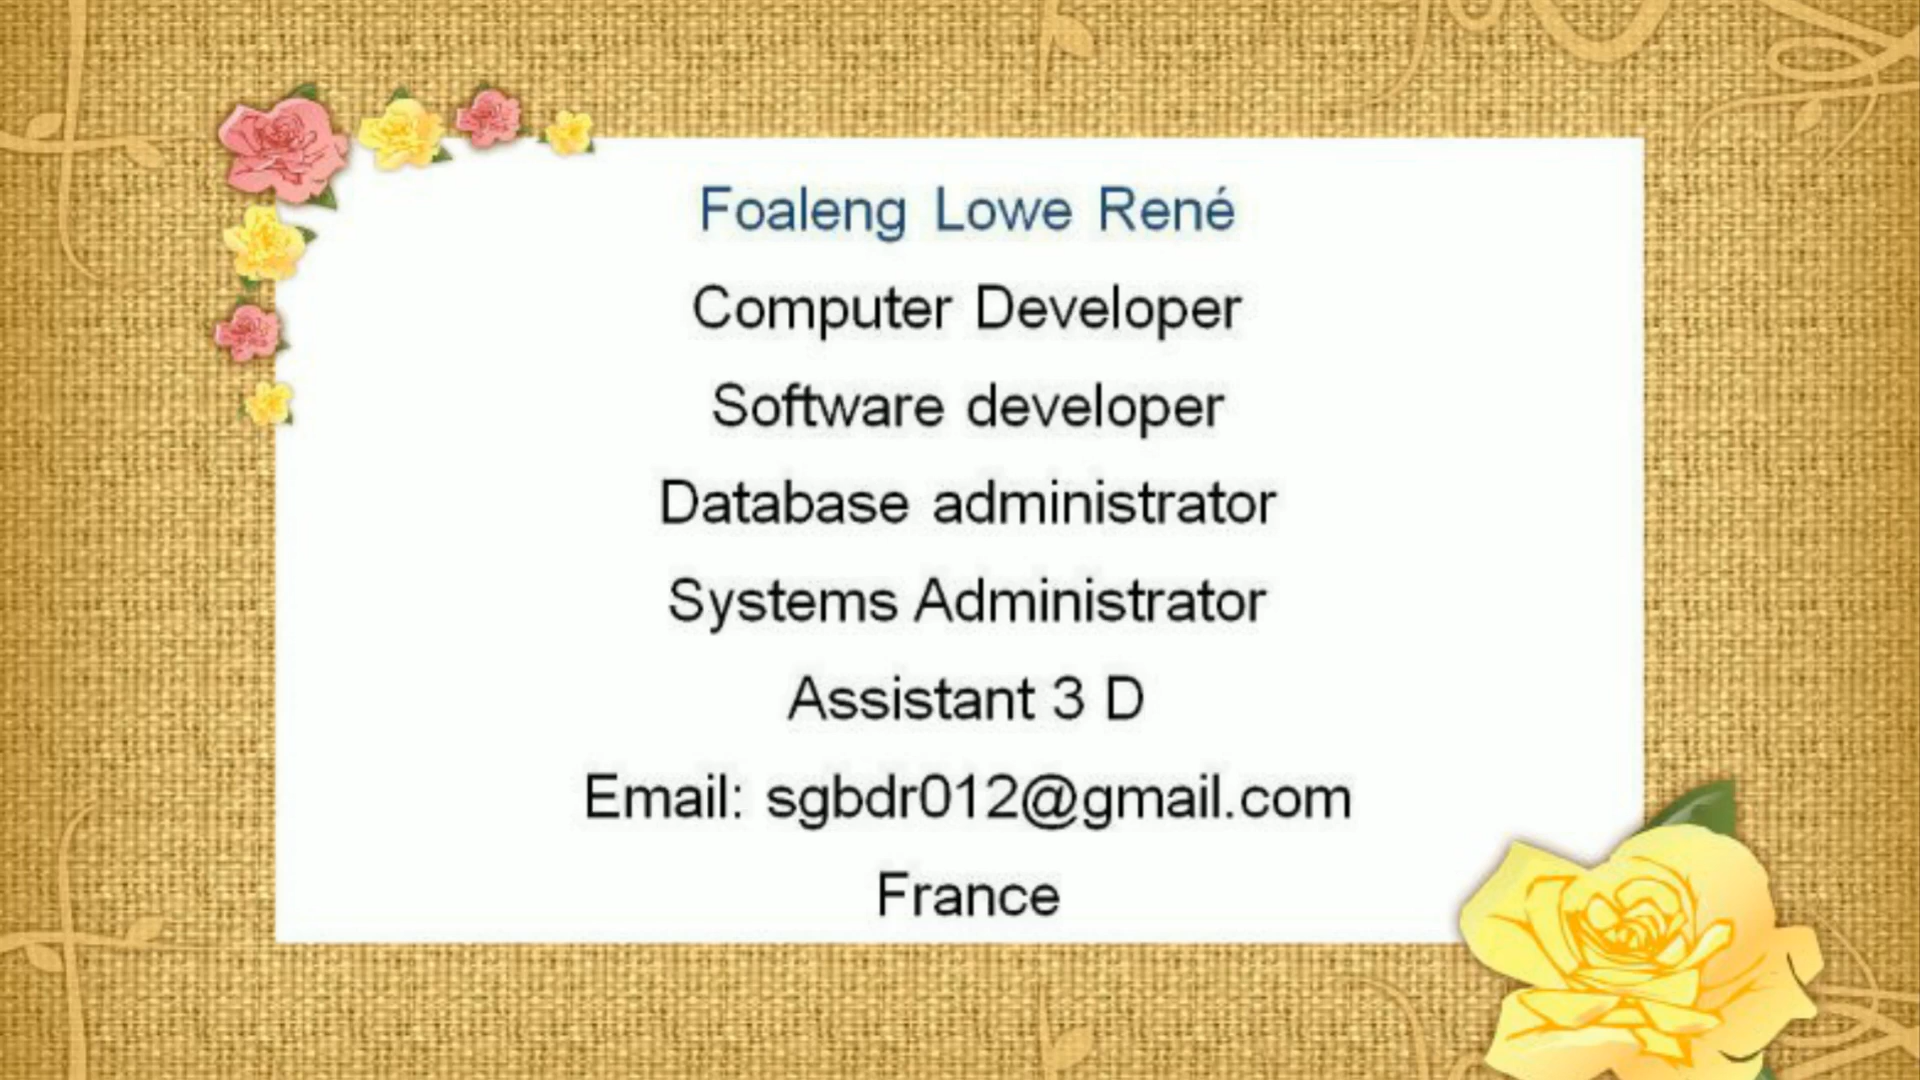 Foaleng Lowe René
Computer Developer
Software developer
Database administrator
Systems Administrator
Assistant 3 D
Email: sgbdr012@gmail.com
France